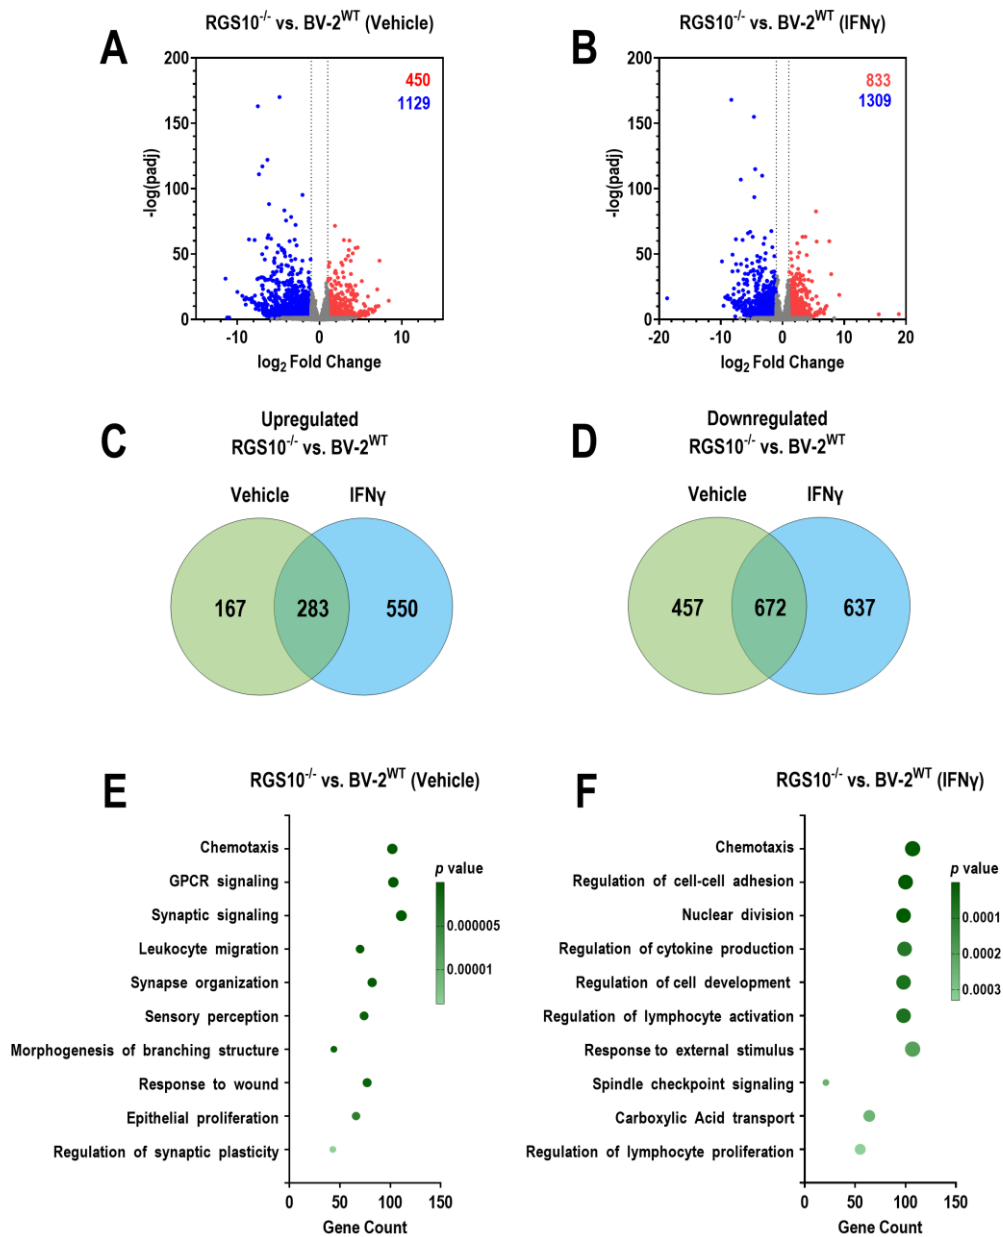 A
RGS10-/- vs. BV-2WT (Vehicle)
200
150
100
50
0
-log(padj)
450
1129
-10
0
10
log2 Fold Change
B
RGS10-/- vs. BV-2WT (IFNγ)
200
150
100
50
0
833
1309
-20
-10
0
10
20
log2 Fold Change
C
Upregulated
RGS10-/- vs. BV-2WT
Vehicle
IFNγ
167
283
550
D
Downregulated
RGS10-/- vs. BV-2WT
Vehicle
IFNγ
457
672
637
E
RGS10-/- vs. BV-2WT (Vehicle)
Chemotaxis
GPCR signaling
Synaptic signaling
Leukocyte migration
Synapse organization
Sensory perception
Morphogenesis of branching structure
Response to wound
Epithelial proliferation
Regulation of synaptic plasticity
0
50
100
150
Gene Count
p value
0.000005
0.00001
F
RGS10-/- vs. BV-2WT (IFNγ)
Chemotaxis
Regulation of cell-cell adhesion
Nuclear division
Regulation of cytokine production
Regulation of cell development
Regulation of lymphocyte activation
Response to external stimulus
Spindle checkpoint signaling
Carboxylic Acid transport
Regulation of lymphocyte proliferation
0
50
100
150
Gene Count
p value
0.0001
0.0002
0.0003